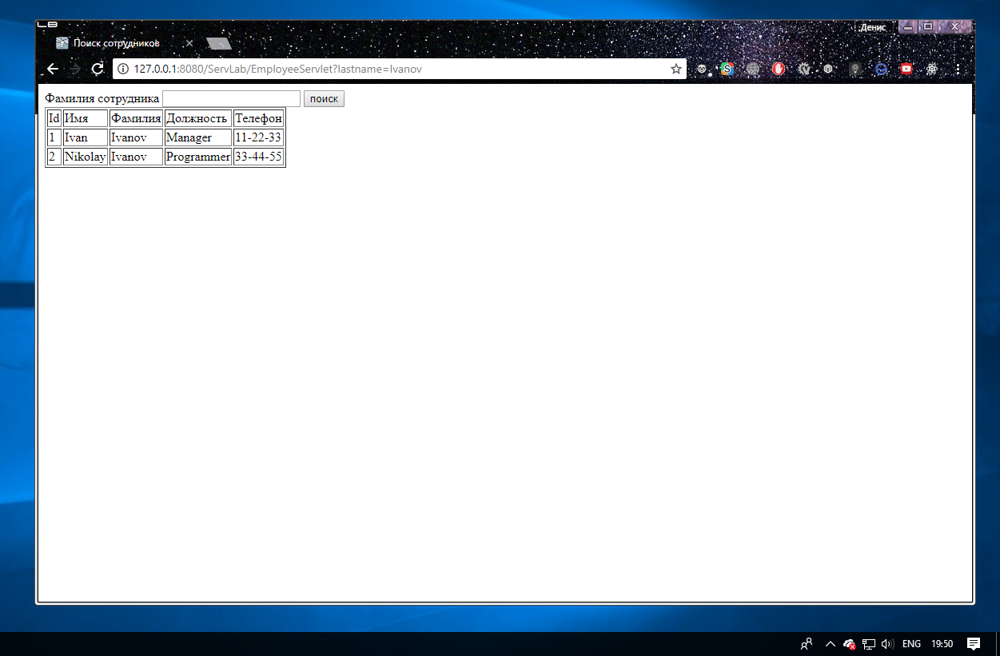 Денис
Поиск сотрудников
127.0.0.1:8080/ServLab/EmployeeServlet?lastname=Ivanov
Фамилия сотрудника поиск
Id Имя Фамилия Должность Телефон
1 Ivan Ivanov Manager 11-22-33
2 Nikolay Ivanov Programmer 33-44-55
ENG 19:50